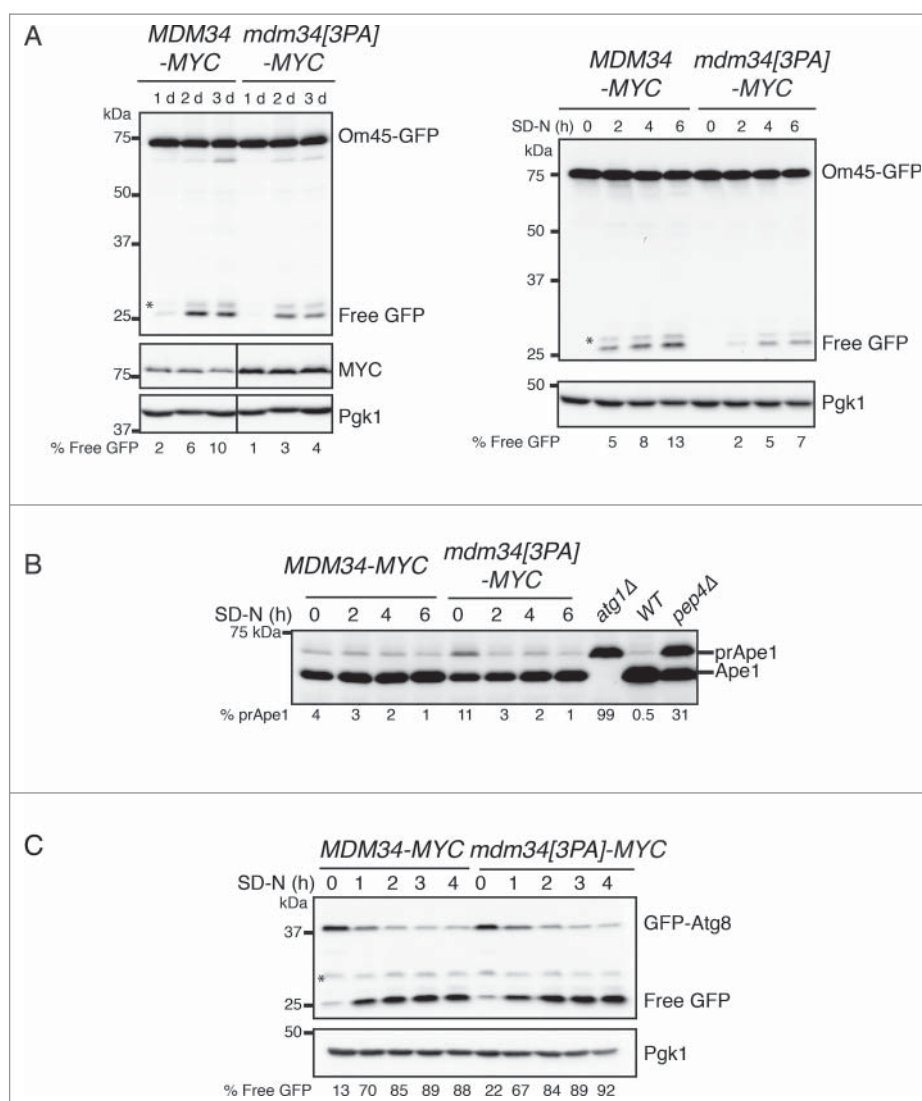 A
MDM34 mdm34[3PA]
-MYC -MYC
1 d 2 d 3 d 1 d 2 d 3 d
kDa
75 Om45-GFP
50
37
*
25 Free GFP
75 MYC
37 Pgk1
% Free GFP 2 6 10 1 3 4
MDM34 mdm34[3PA]
-MYC -MYC
SD-N (h) 0 2 4 6 0 2 4 6
kDa
75 Om45-GFP
50
37
*
25 Free GFP
50
Pgk1
% Free GFP 5 8 13 2 5 7
B
MDM34-MYC mdm34[3PA]
-MYC
atg1Δ WT pep4Δ
SD-N (h) 0 2 4 6 0 2 4 6
75 kDa
prApe1
Ape1
% prApe1 4 3 2 1 11 3 2 1 99 0.5 31
C
MDM34-MYC mdm34[3PA]-MYC
SD-N (h) 0 1 2 3 4 0 1 2 3 4
kDa
37 GFP-Atg8
*
25 Free GFP
50
Pgk1
% Free GFP 13 70 85 89 88 22 67 84 89 92